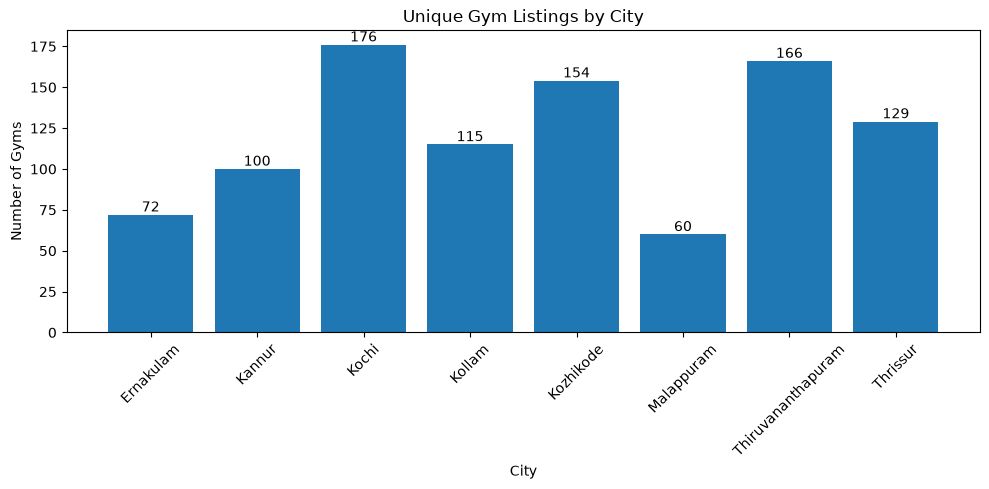 Unique Gym Listings by City
Number of Gyms
175
150
125
100
75
50
25
0
72
100
176
115
154
60
166
129
Ernakulam
Kannur
Kochi
Kollam
Kozhikode
Malappuram
Thiruvananthapuram
Thrissur
City